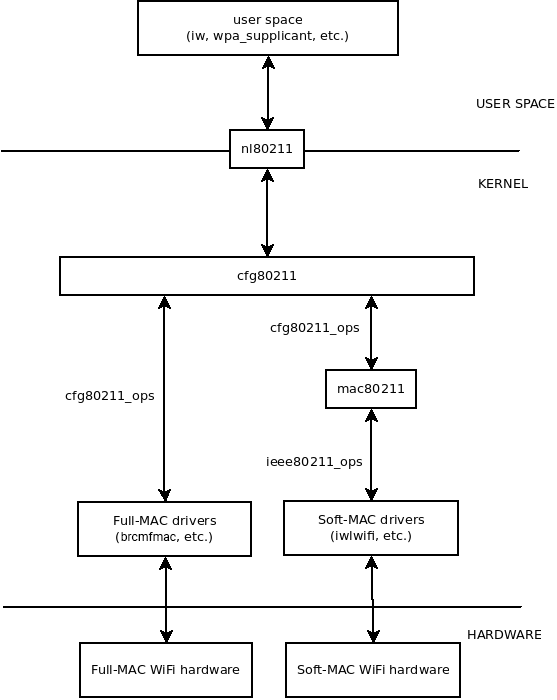 user space
(iw, wpa_supplicant, etc.)
USER SPACE
nl80211
KERNEL
cfg80211
cfg80211_ops
mac80211
cfg80211_ops
ieee80211_ops
Full-MAC drivers
(brcmfmac, etc.)
Soft-MAC drivers
(iwlwifi, etc.)
HARDWARE
Full-MAC WiFi hardware
Soft-MAC WiFi hardware